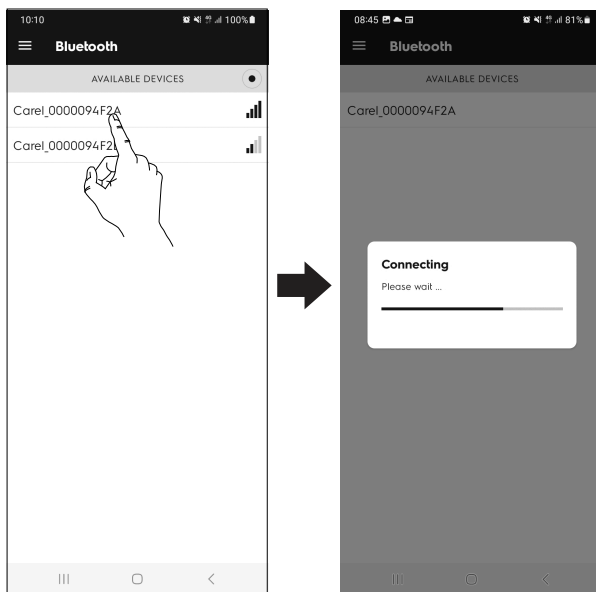 10:10
100%
Bluetooth
AVAILABLE DEVICES
Carel_0000094F2A
Carel_0000094F2
08:45
81%
Bluetooth
AVAILABLE DEVICES
Carel_0000094F2A
Connecting
Please wait ...